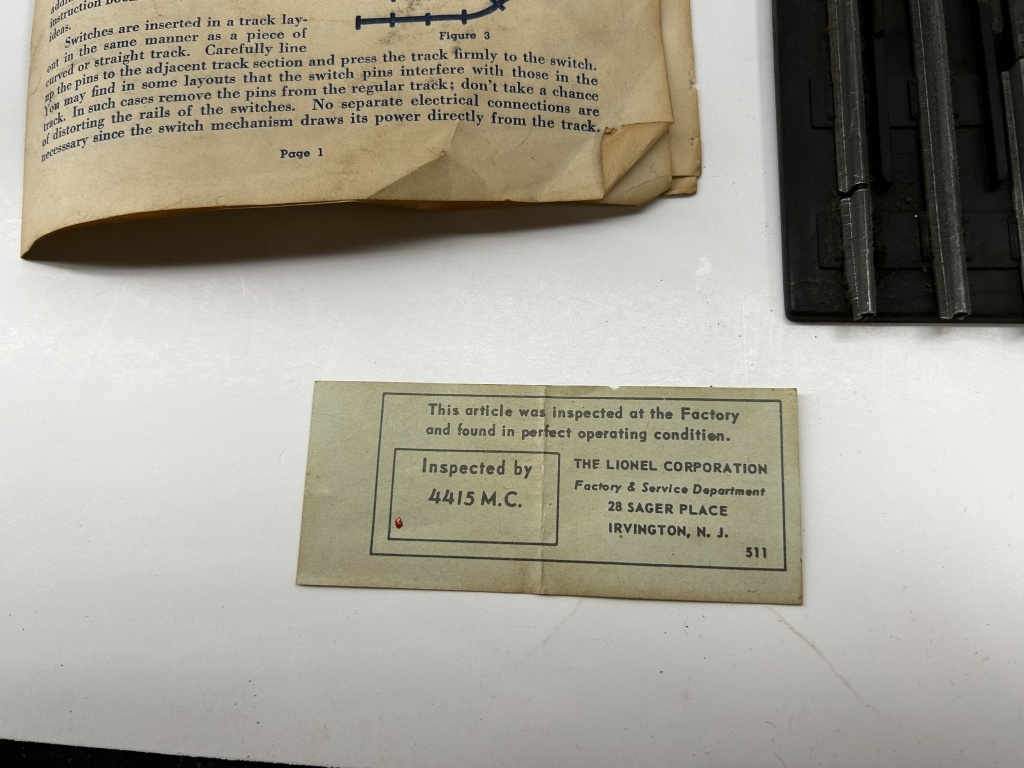 instruction
ideas.
Switches are inserted in a track lay-
out in the same manner as a piece of
curved or straight track. Carefully line
up the pins to the adjacent track section and press the track firmly to the switch.
You may find in some layouts that the switch pins interfere with those in the
track. In such cases remove the pins from the regular track; don't take a chance
of distorting the rails of the switches. No separate electrical connections are
necesssary since the switch mechanism draws its power directly from the track.
Figure 3
Page 1
This article was inspected at the Factory
and found in perfect operating condition.
Inspected by
4415 M.C.
THE LIONEL CORPORATION
Factory & Service Department
28 SAGER PLACE
IRVINGTON, N. J.
511